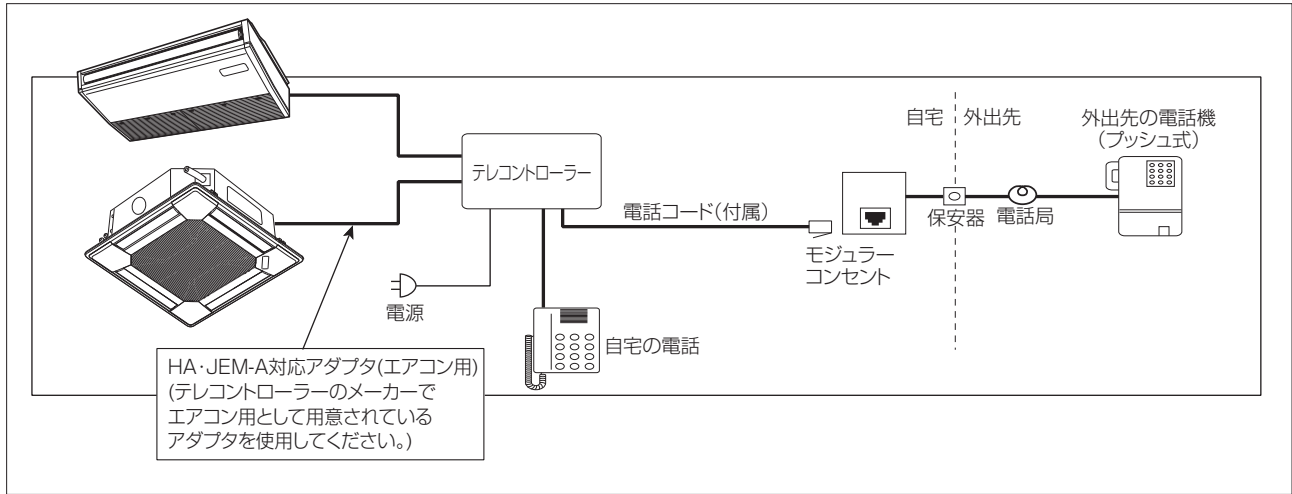 自宅
外出先
外出先の電話機
(プッシュ式)
テレコントローラー
電話コード(付属)
保安器
電話局
モジュラー
コンセント
電源
自宅の電話
HA・JEM-A対応アダプタ(エアコン用)
(テレコントローラーのメーカーで
エアコン用として用意されている
アダプタを使用してください。)